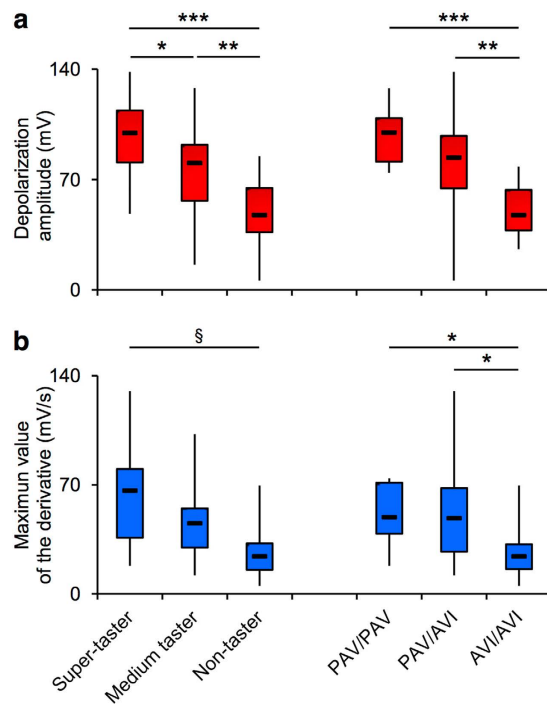 a
***
***
*
**
**
140
70
0
Depolarization
amplitude (mV)
b
§
*
*
140
70
0
Maximun value
of the derivative (mV/s)
Super-taster
Medium taster
Non-taster
PAV/PAV
PAV/AVI
AVI/AVI